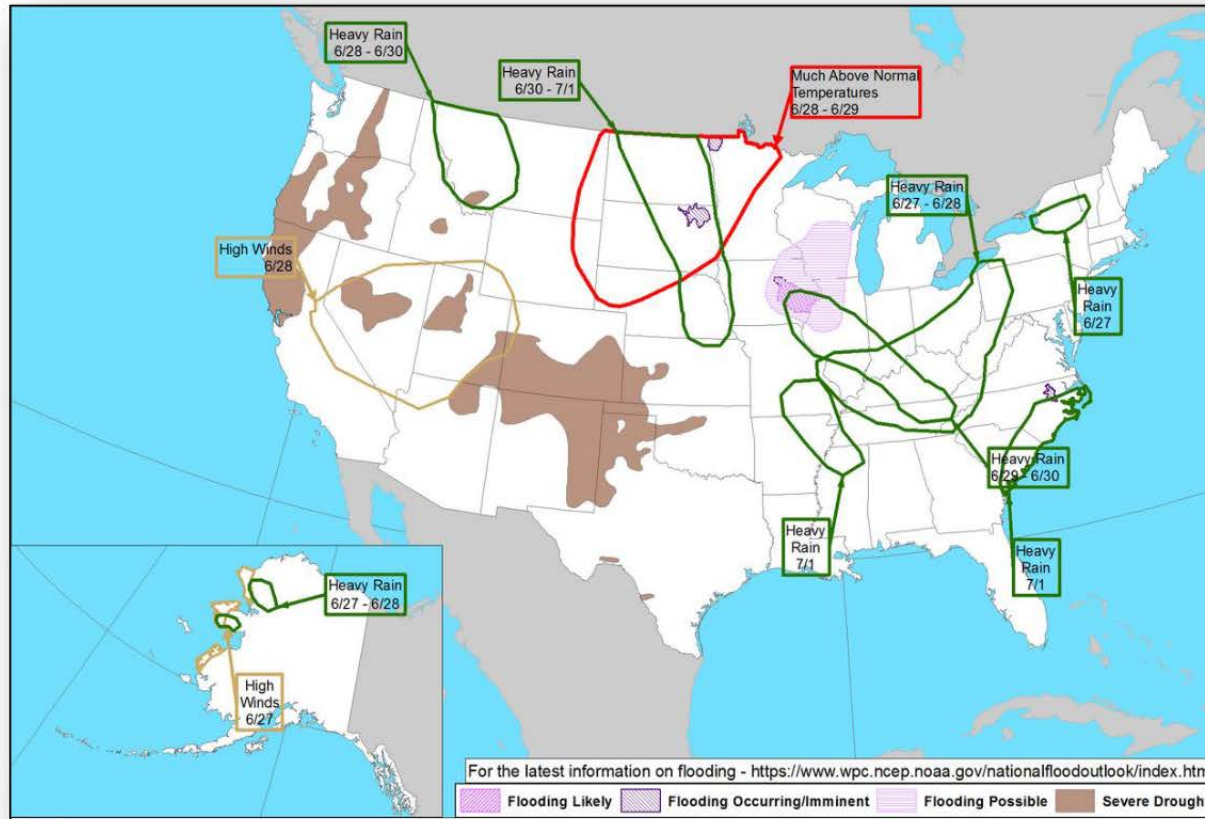 Heavy Rain
6/28 - 6/30
Heavy Rain
6/30 - 7/1
Much Above Normal
Temperatures
6/28 - 6/29
Heavy Rain
6/27 - 6/28
High Winds
6/28
Heavy
Rain
6/27
Heavy Rain
6/29 - 6/30
Heavy
Rain
7/1
Heavy
Rain
7/1
Heavy Rain
6/27 - 6/28
High
Winds
6/27
For the latest information on flooding - https://www.wpc.ncep.noaa.gov/nationalfloodoutlook/index.htm
Flooding Likely Flooding Occurring/Imminent Flooding Possible Severe Drough